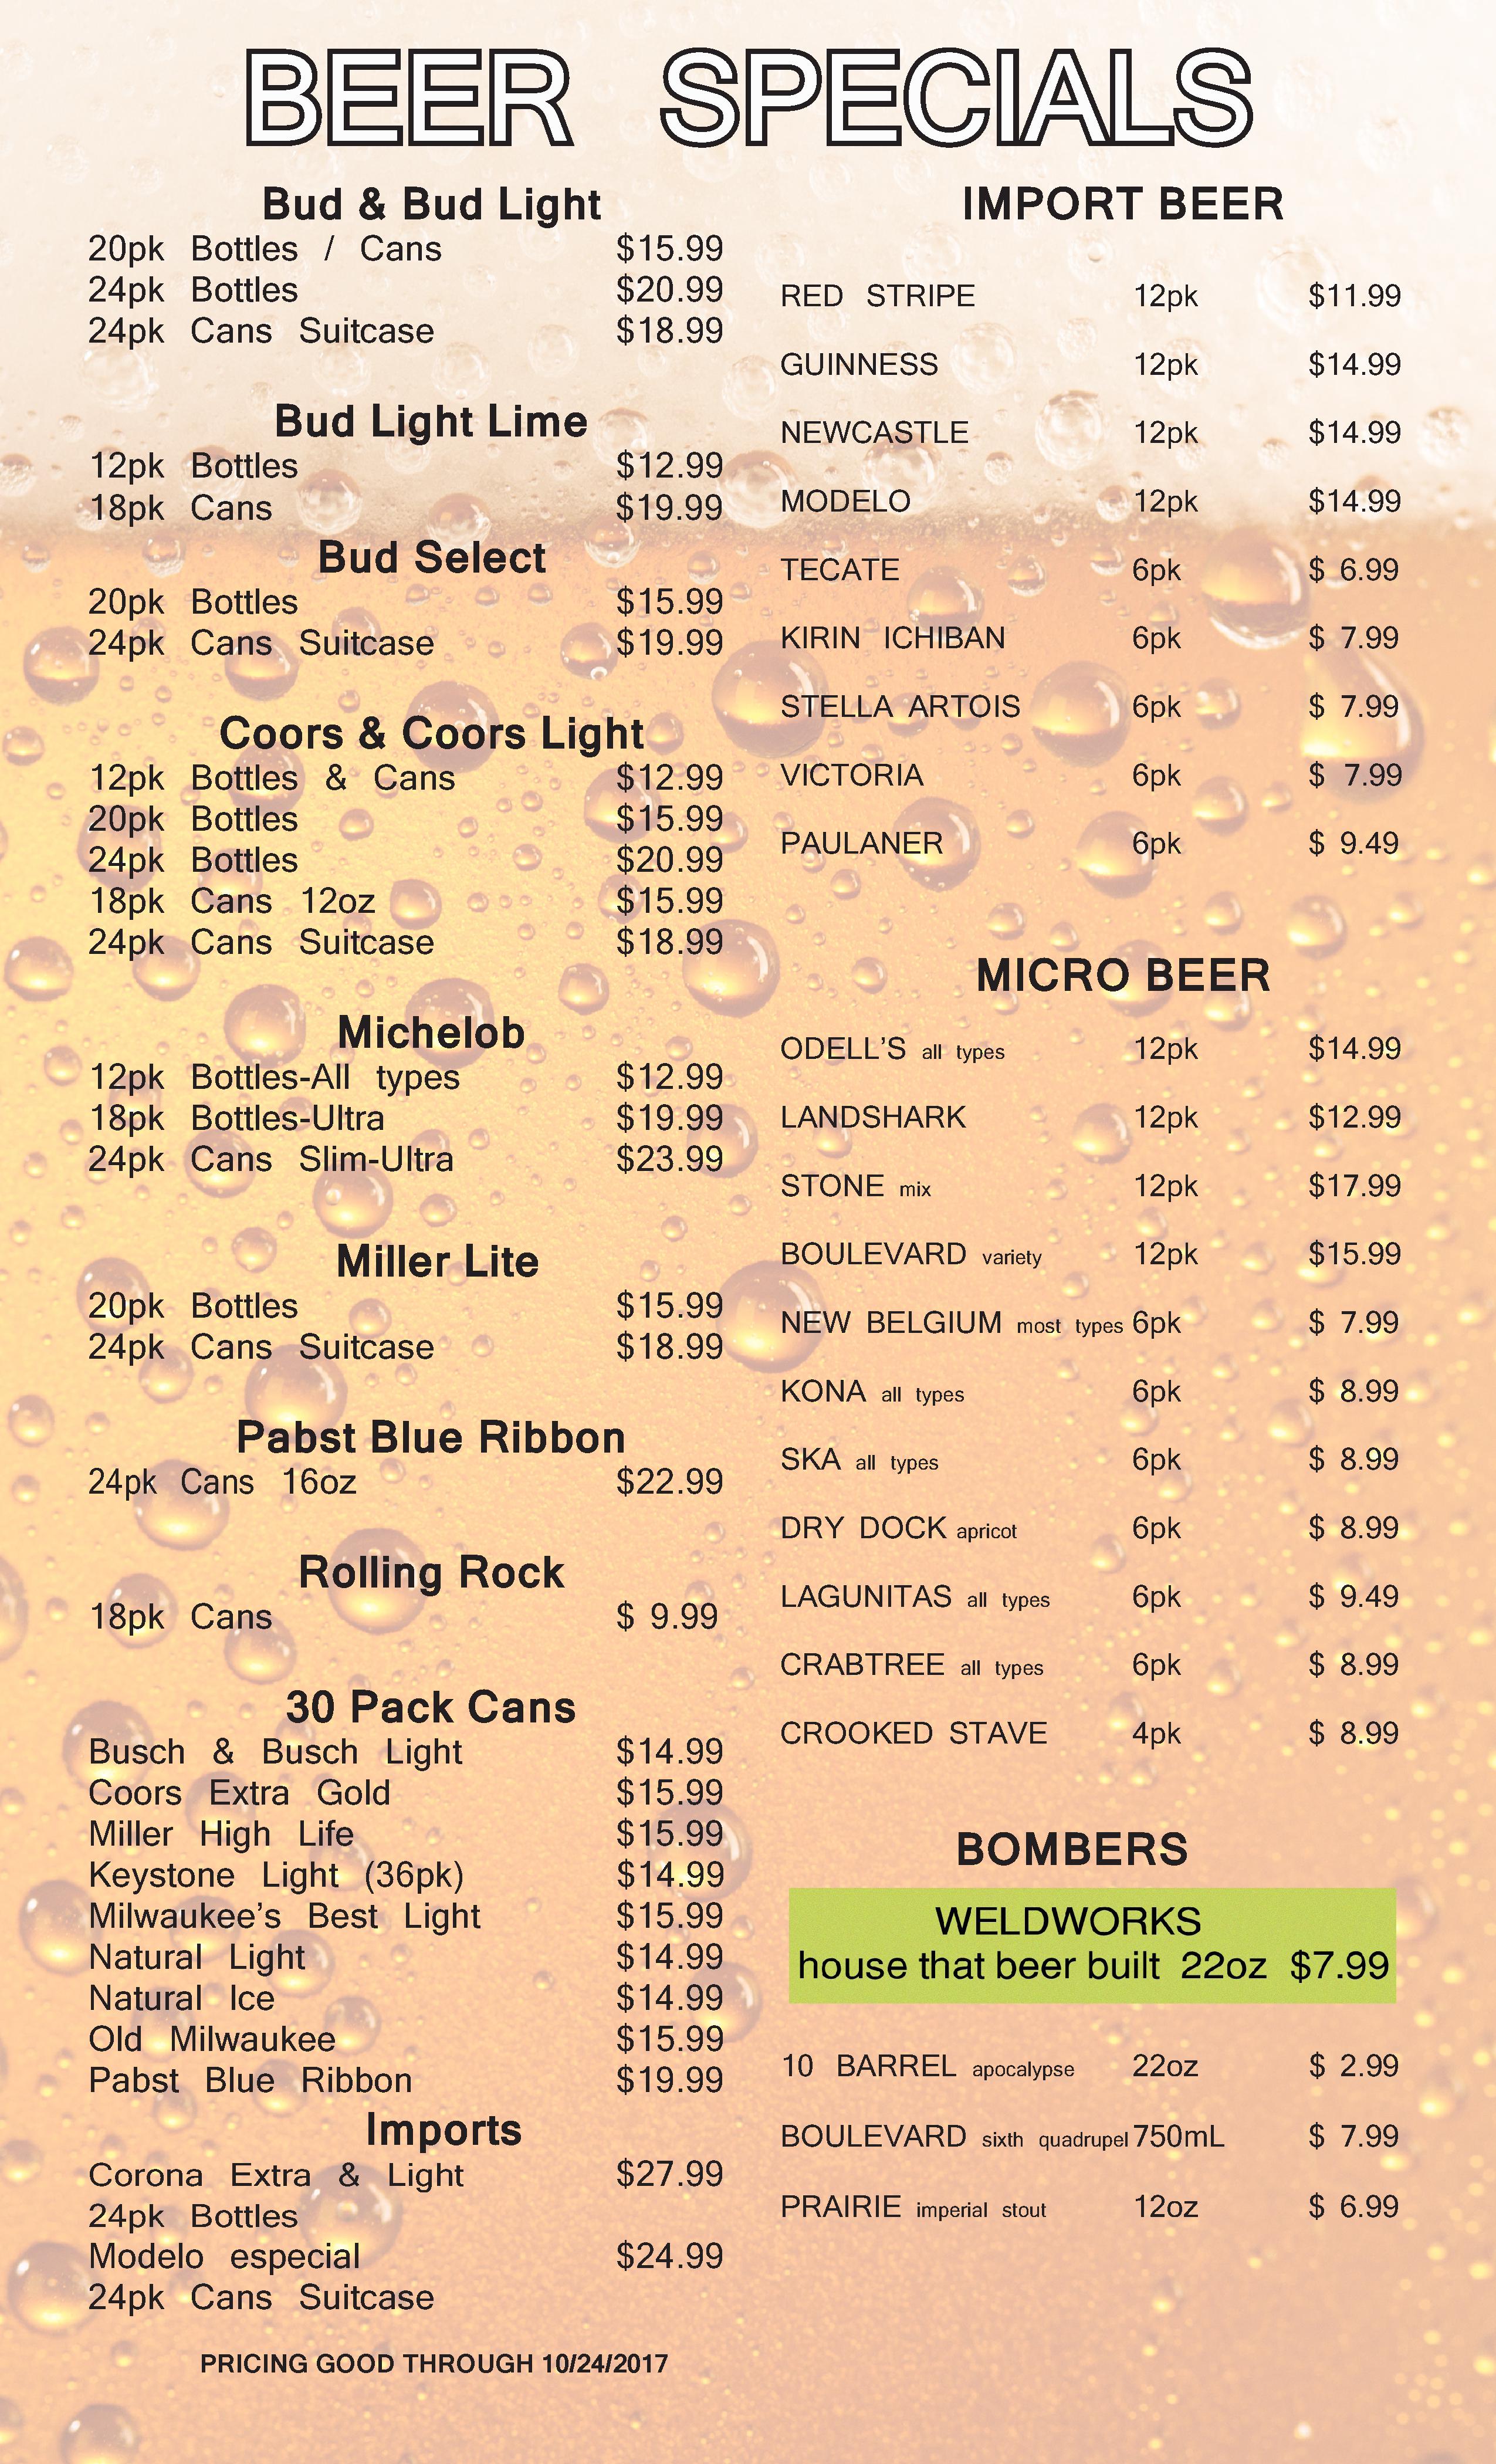 BEER SPECIALS
Bud & Bud Light
20pk Bottles / Cans $15.99
24pk Bottles $20.99
24pk Cans Suitcase $18.99
Bud Light Lime
12pk Bottles $12.99
18pk Cans $19.99
Bud Select
20pk Bottles $15.99
24pk Cans Suitcase $19.99
Coors & Coors Light
12pk Bottles & Cans $12.99
20pk Bottles $15.99
24pk Bottles $20.99
18pk Cans 12oz $15.99
24pk Cans Suitcase $18.99
Michelob
12pk Bottles-All types $12.99
18pk Bottles-Ultra $19.99
24pk Cans Slim-Ultra $23.99
Miller Lite
20pk Bottles $15.99
24pk Cans Suitcase $18.99
Pabst Blue Ribbon
24pk Cans 16oz $22.99
Rolling Rock
18pk Cans $ 9.99
30 Pack Cans
Busch & Busch Light $14.99
Coors Extra Gold $15.99
Miller High Life $15.99
Keystone Light (36pk) $14.99
Milwaukee's Best Light $15.99
Natural Light $14.99
Natural Ice $14.99
Old Milwaukee $15.99
Pabst Blue Ribbon $19.99
Imports
Corona Extra & Light $27.99
24pk Bottles
Modelo especial $24.99
24pk Cans Suitcase
PRICING GOOD THROUGH 10/24/2017
IMPORT BEER
RED STRIPE 12pk $11.99
GUINNESS 12pk $14.99
NEWCASTLE 12pk $14.99
MODELO 12pk $14.99
TECATE 6pk $ 6.99
KIRIN ICHIBAN 6pk $ 7.99
STELLA ARTOIS 6pk $ 7.99
VICTORIA 6pk $ 7.99
PAULANER 6pk $ 9.49
MICRO BEER
ODELL'S all types 12pk $14.99
LANDSHARK 12pk $12.99
STONE mix 12pk $17.99
BOULEVARD variety 12pk $15.99
NEW BELGIUM most types 6pk $ 7.99
KONA all types 6pk $ 8.99
SKA all types 6pk $ 8.99
DRY DOCK apricot 6pk $ 8.99
LAGUNITAS all types 6pk $ 9.49
CRABTREE all types 6pk $ 8.99
CROOKED STAVE 4pk $ 8.99
BOMBERS
WELDWORKS
house that beer built 22oz $7.99
10 BARREL apocalypse 22oz $ 2.99
BOULEVARD sixth quadrupel 750mL $ 7.99
PRAIRIE imperial stout 12oz $ 6.99